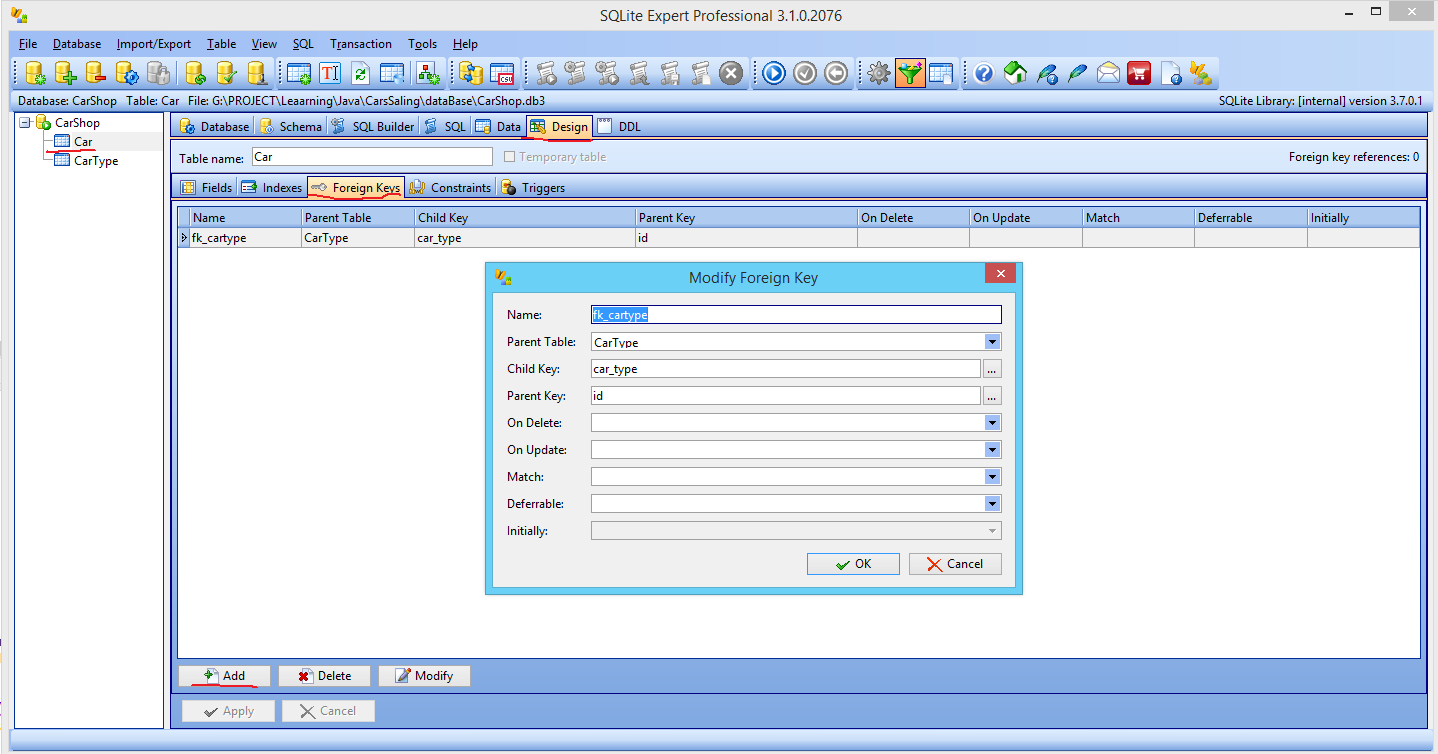 SQLite Expert Professional 3.1.0.2076
File Database Import/Export Table View SQL Transaction Tools Help
Database: CarShop Table: Car File: G:\PROJECT\Leaarning\Java\CarsSaling\dataBase\CarShop.db3 SQLite Library: [internal] version 3.7.0.1
CarShop
Car
CarType
Database Schema SQL Builder SQL Data Design DDL
Table name: Car Temporary table Foreign key references: 0
Fields Indexes Foreign Keys Constraints Triggers
Name Parent Table Child Key Parent Key On Delete On Update Match Deferrable Initially
fk_cartype CarType car_type id
Modify Foreign Key
Name: fk_cartype
Parent Table: CarType
Child Key: car_type ...
Parent Key: id ...
On Delete:
On Update:
Match:
Deferrable:
Initially:
OK Cancel
Add Delete Modify
Apply Cancel